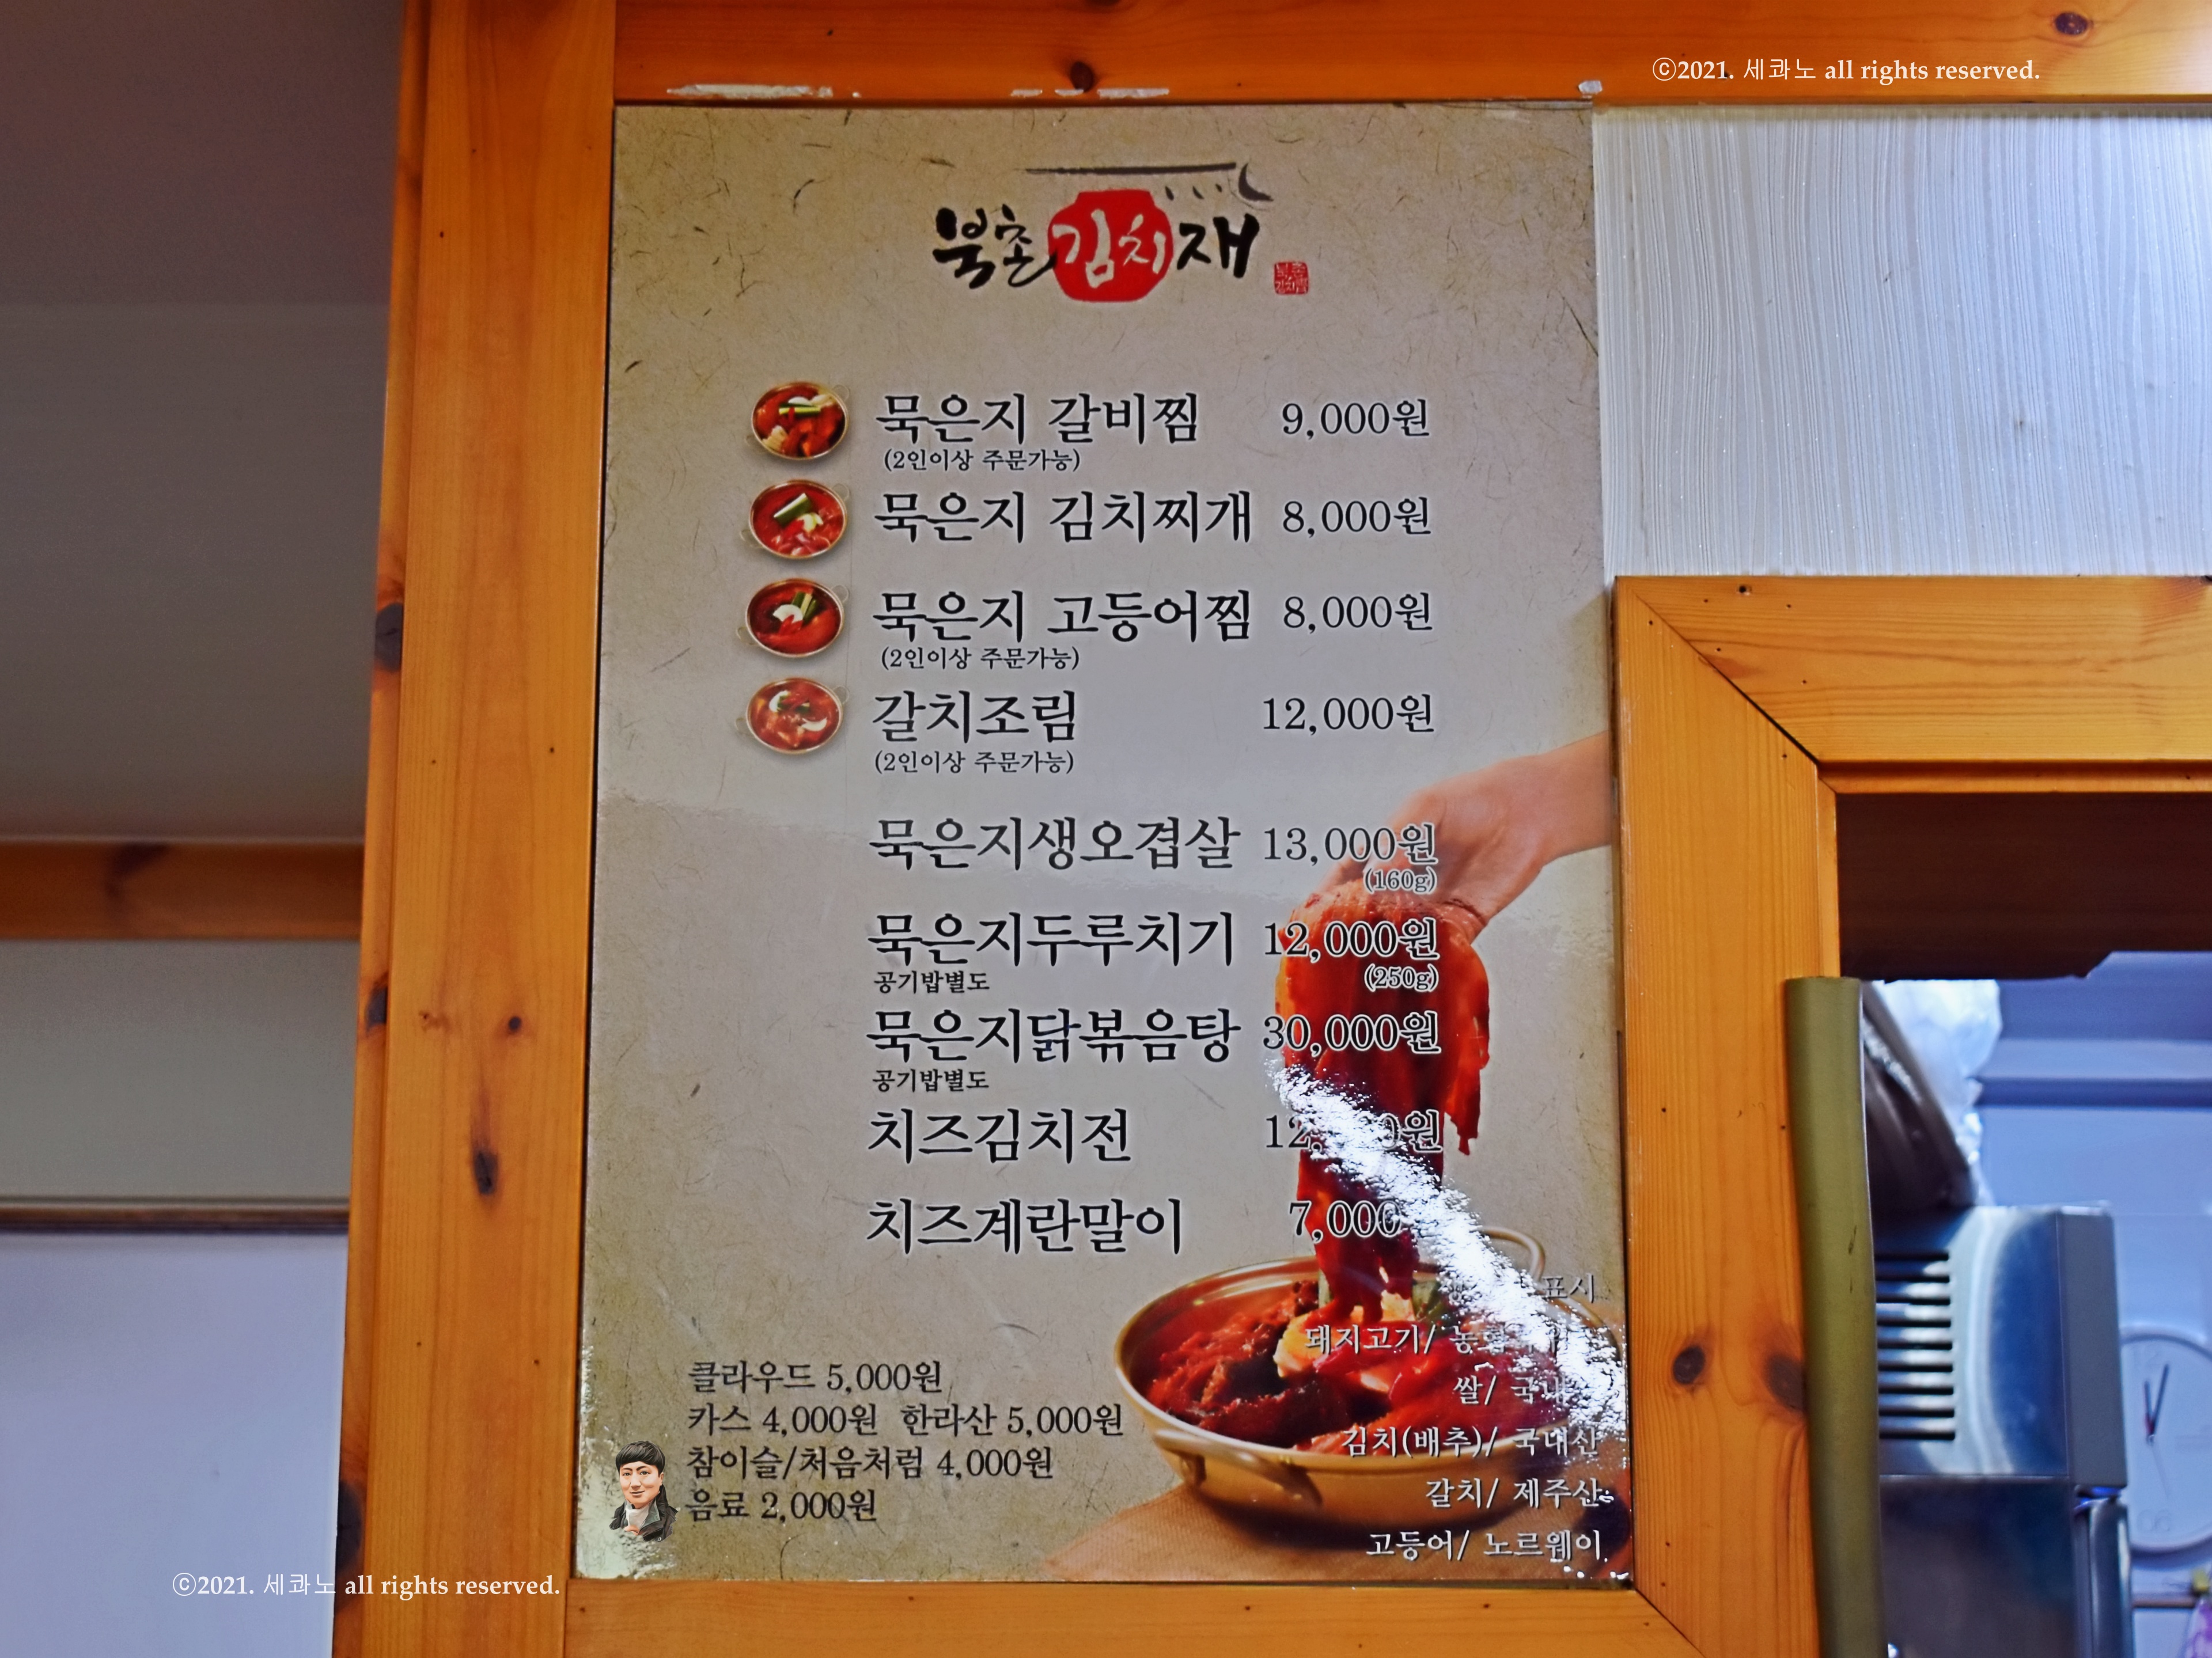 ⓒ2021. 세콰노 all rights reserved.
북촌김치재
묵은지 갈비찜 9,000원
(2인이상 주문가능)
묵은지 김치찌개 8,000원
묵은지 고등어찜 8,000원
(2인이상 주문가능)
갈치조림 12,000원
(2인이상 주문가능)
묵은지생오겹살 13,000원
(160g)
묵은지두루치기 12,000원
공기밥별도 (250g)
묵은지닭볶음탕 30,000원
공기밥별도
치즈김치전
치즈계란말이 7,000
표시
돼지고기/
클라우드 5,000원
쌀/
카스 4,000원 한라산 5,000원
김치(배추)/ 국내산
참이슬/처음처럼 4,000원
갈치/ 제주산
음료 2,000원
고등어/ 노르웨이
ⓒ2021. 세콰노 all rights reserved.